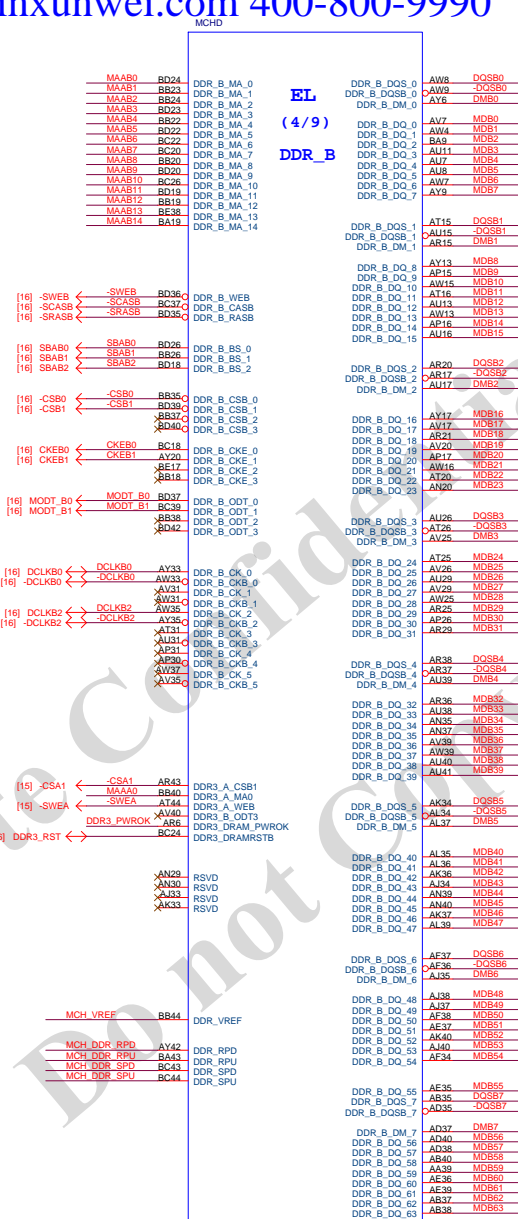 inxunwei.com 400-800-9990
MCHD
EL
(4/9)
DDR_B
MAAB0 BD24 DDR_B_MA_0
MAAB1 BB23 DDR_B_MA_1
MAAB2 BB24 DDR_B_MA_2
MAAB3 BD23 DDR_B_MA_3
MAAB4 BB22 DDR_B_MA_4
MAAB5 BD22 DDR_B_MA_5
MAAB6 BC22 DDR_B_MA_6
MAAB7 BC20 DDR_B_MA_7
MAAB8 BB20 DDR_B_MA_8
MAAB9 BD20 DDR_B_MA_9
MAAB10 BC26 DDR_B_MA_10
MAAB11 BD19 DDR_B_MA_11
MAAB12 BB19 DDR_B_MA_12
MAAB13 BE38 DDR_B_MA_13
MAAB14 BA19 DDR_B_MA_14
[16] -SWEB -SWEB BD36 DDR_B_WEB
[16] -SCASB -SCASB BC37 DDR_B_CASB
[16] -SRASB -SRASB BD35 DDR_B_RASB
[16] SBAB0 SBAB0 BD26 DDR_B_BS_0
[16] SBAB1 SBAB1 BB26 DDR_B_BS_1
[16] SBAB2 SBAB2 BD18 DDR_B_BS_2
[16] -CSB0 -CSB0 BB35 DDR_B_CSB_0
[16] -CSB1 -CSB1 BD39 DDR_B_CSB_1
BB37 DDR_B_CSB_2
BD40 DDR_B_CSB_3
[16] CKEB0 CKEB0 BC18 DDR_B_CKE_0
[16] CKEB1 CKEB1 AY20 DDR_B_CKE_1
BE17 DDR_B_CKE_2
BB18 DDR_B_CKE_3
[16] MODT_B0 MODT_B0 BD37 DDR_B_ODT_0
[16] MODT_B1 MODT_B1 BC39 DDR_B_ODT_1
BB38 DDR_B_ODT_2
BD42 DDR_B_ODT_3
[16] DCLKB0 DCLKB0 AY33 DDR_B_CK_0
[16] -DCLKB0 -DCLKB0 AW33 DDR_B_CKB_0
AV31 DDR_B_CK_1
AW31 DDR_B_CKB_1
[16] DCLKB2 DCLKB2 AW35 DDR_B_CK_2
[16] -DCLKB2 -DCLKB2 AY35 DDR_B_CKB_2
AT31 DDR_B_CK_3
AU31 DDR_B_CKB_3
AP31 DDR_B_CK_4
AP30 DDR_B_CKB_4
AW37 DDR_B_CK_5
AV35 DDR_B_CKB_5
[15] -CSA1 -CSA1 AR43 DDR3_A_CSB1
MAAA0 BB40 DDR3_A_MA0
[15] -SWEA -SWEA AT44 DDR3_A_WEB
AV40 DDR3_B_ODT3
DDR3_PWROK AR6 DDR3_DRAM_PWROK
DDR3_RST BC24 DDR3_DRAMRSTB
AN29 RSVD
AN30 RSVD
AJ33 RSVD
AK33 RSVD
MCH_VREF BB44 DDR_VREF
MCH_DDR_RPD AY42 DDR_RPD
MCH_DDR_RPU BA43 DDR_RPU
MCH_DDR_SPD BC43 DDR_SPD
MCH_DDR_SPU BC44 DDR_SPU
DDR_B_DQS_0 AW8 DQSB0
DDR_B_DQSB_0 AW9 -DQSB0
DDR_B_DM_0 AY6 DMB0
DDR_B_DQ_0 AV7 MDB0
DDR_B_DQ_1 AW4 MDB1
DDR_B_DQ_2 BA9 MDB2
DDR_B_DQ_3 AU11 MDB3
DDR_B_DQ_4 AU7 MDB4
DDR_B_DQ_5 AU8 MDB5
DDR_B_DQ_6 AW7 MDB6
DDR_B_DQ_7 AY9 MDB7
DDR_B_DQS_1 AT15 DQSB1
DDR_B_DQSB_1 AU15 -DQSB1
DDR_B_DM_1 AR15 DMB1
DDR_B_DQ_8 AY13 MDB8
DDR_B_DQ_9 AP15 MDB9
DDR_B_DQ_10 AW15 MDB10
DDR_B_DQ_11 AT16 MDB11
DDR_B_DQ_12 AU13 MDB12
DDR_B_DQ_13 AW13 MDB13
DDR_B_DQ_14 AP16 MDB14
DDR_B_DQ_15 AU16 MDB15
DDR_B_DQS_2 AR20 DQSB2
DDR_B_DQSB_2 AR17 -DQSB2
DDR_B_DM_2 AU17 DMB2
DDR_B_DQ_16 AY17 MDB16
DDR_B_DQ_17 AV17 MDB17
DDR_B_DQ_18 AR21 MDB18
DDR_B_DQ_19 AV20 MDB19
DDR_B_DQ_20 AP17 MDB20
DDR_B_DQ_21 AW16 MDB21
DDR_B_DQ_22 AT20 MDB22
DDR_B_DQ_23 AN20 MDB23
DDR_B_DQS_3 AU26 DQSB3
DDR_B_DQSB_3 AT26 -DQSB3
DDR_B_DM_3 AV25 DMB3
DDR_B_DQ_24 AT25 MDB24
DDR_B_DQ_25 AV26 MDB25
DDR_B_DQ_26 AU29 MDB26
DDR_B_DQ_27 AV29 MDB27
DDR_B_DQ_28 AW25 MDB28
DDR_B_DQ_29 AR25 MDB29
DDR_B_DQ_30 AP26 MDB30
DDR_B_DQ_31 AR29 MDB31
DDR_B_DQS_4 AR38 DQSB4
DDR_B_DQSB_4 AR37 -DQSB4
DDR_B_DM_4 AU39 DMB4
DDR_B_DQ_32 AR36 MDB32
DDR_B_DQ_33 AU38 MDB33
DDR_B_DQ_34 AN35 MDB34
DDR_B_DQ_35 AN37 MDB35
DDR_B_DQ_36 AV39 MDB36
DDR_B_DQ_37 AW39 MDB37
DDR_B_DQ_38 AU40 MDB38
DDR_B_DQ_39 AU41 MDB39
DDR_B_DQS_5 AK34 DQSB5
DDR_B_DQSB_5 AL34 -DQSB5
DDR_B_DM_5 AL37 DMB5
DDR_B_DQ_40 AL35 MDB40
DDR_B_DQ_41 AL36 MDB41
DDR_B_DQ_42 AK36 MDB42
DDR_B_DQ_43 AJ34 MDB43
DDR_B_DQ_44 AN39 MDB44
DDR_B_DQ_45 AN40 MDB45
DDR_B_DQ_46 AK37 MDB46
DDR_B_DQ_47 AL39 MDB47
DDR_B_DQS_6 AF37 DQSB6
DDR_B_DQSB_6 AF36 -DQSB6
DDR_B_DM_6 AJ35 DMB6
DDR_B_DQ_48 AJ38 MDB48
DDR_B_DQ_49 AJ37 MDB49
DDR_B_DQ_50 AF38 MDB50
DDR_B_DQ_51 AE37 MDB51
DDR_B_DQ_52 AK40 MDB52
DDR_B_DQ_53 AJ40 MDB53
DDR_B_DQ_54 AF34 MDB54
DDR_B_DQ_55 AE35 MDB55
DDR_B_DQS_7 AB35 DQSB7
DDR_B_DQSB_7 AD35 -DQSB7
DDR_B_DM_7 AD37 DMB7
DDR_B_DQ_56 AD40 MDB56
DDR_B_DQ_57 AD38 MDB57
DDR_B_DQ_58 AB40 MDB58
DDR_B_DQ_59 AA39 MDB59
DDR_B_DQ_60 AE36 MDB60
DDR_B_DQ_61 AE39 MDB61
DDR_B_DQ_62 AB37 MDB62
DDR_B_DQ_63 AB38 MDB63
Do not Copy
te Confidential